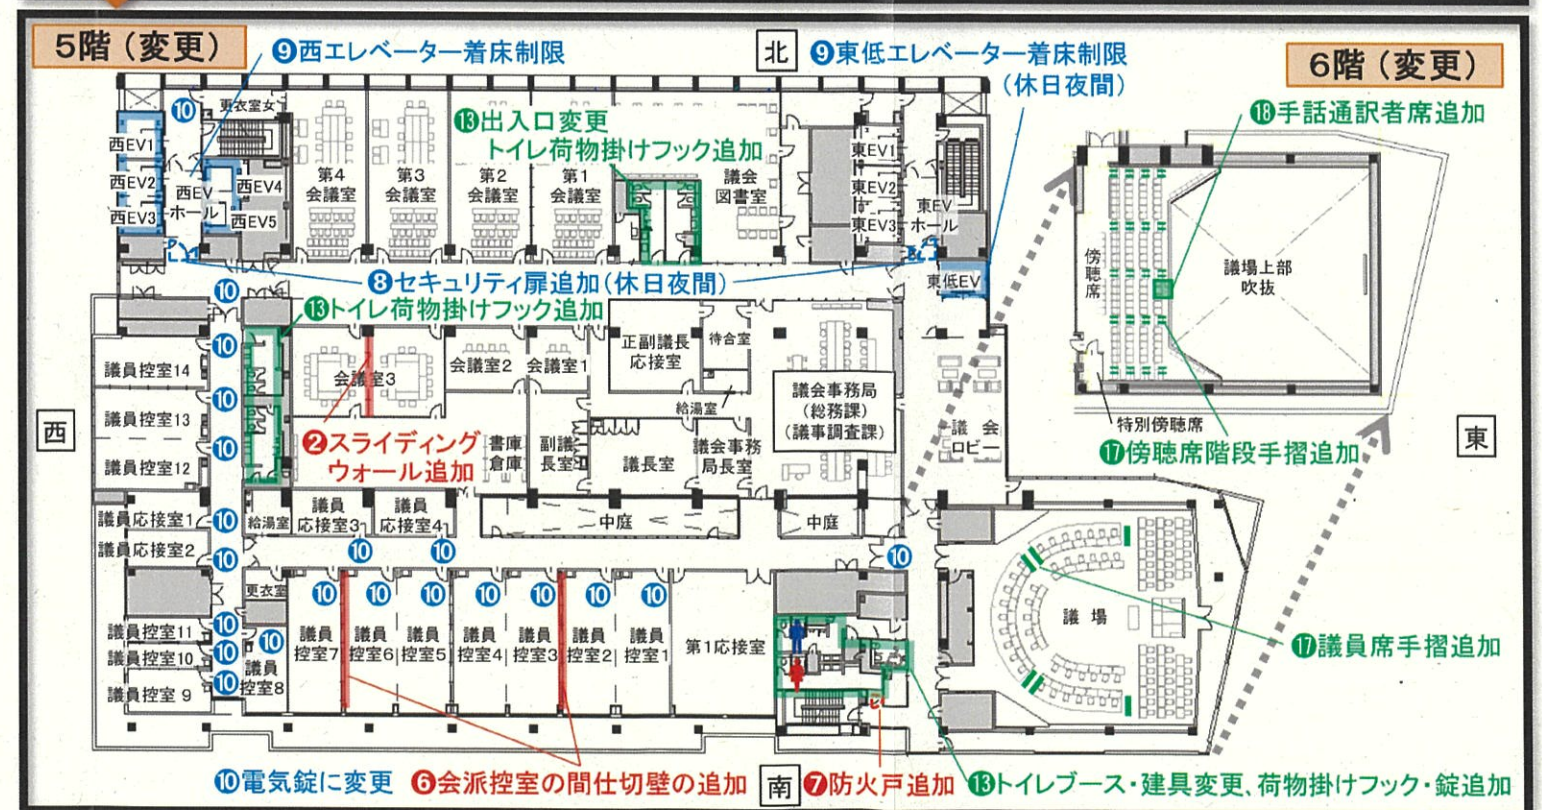 5階（変更）
❾西エレベーター着床制限
北
❾東低エレベーター着床制限
（休日夜間）
6階（変更）
⓲手話通訳者席追加
⓭出入口変更
トイレ荷物掛けフック追加
⑩
更衣室女
西EV1
西EV2
西EV3
西EV
ホール
西EV4
西EV5
第4
会議室
第3
会議室
第2
会議室
第1
会議室
議会
図書室
東EV1
東EV2
東EV3
東EV
ホール
東低EV
❽セキュリティ扉追加（休日夜間）
⑩
⓭トイレ荷物掛けフック追加
傍聴席
議場上部
吹抜
特別傍聴席
⓱傍聴席階段手摺追加
西
東
議員控室14
議員控室13
議員控室12
⑩
⑩
⑩
会議室3
会議室2
会議室1
正副議長
応接室
待合室
給湯室
議会事務局
（総務課）
（議事調査課）
議会
ロビー
❷スライディング
ウォール追加
書庫
倉庫
副議
長室
議長室
議会事務
局長室
議員応接室1
議員応接室2
⑩
⑩
給湯室
議員
応接室3
議員
応接室4
中庭
中庭
⑩
⑩
⑩
更衣室
議員控室11
議員控室10
議員控室9
⑩
⑩
⑩
⑩
議員
控室8
⑩
議員
控室7
⑩
議員
控室6
⑩
議員
控室5
⑩
議員
控室4
⑩
議員
控室3
⑩
議員
控室2
⑩
議員
控室1
第1応接室
議場
⓱議員席手摺追加
⑩電気錠に変更
❻会派控室の間仕切壁の追加
南
❼防火戸追加
⓭トイレブース・建具変更、荷物掛けフック・錠追加